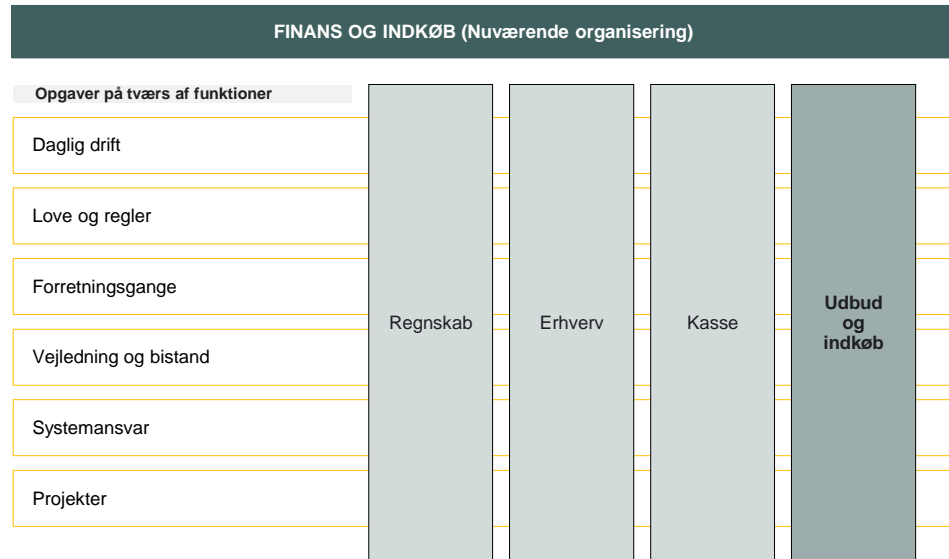 FINANS OG INDKØB (Nuværende organisering)
Opgaver på tværs af funktioner
Daglig drift
Love og regler
Forretningsgange
Vejledning og bistand
Systemansvar
Projekter
Regnskab
Erhverv
Kasse
Udbud
og
indkøb